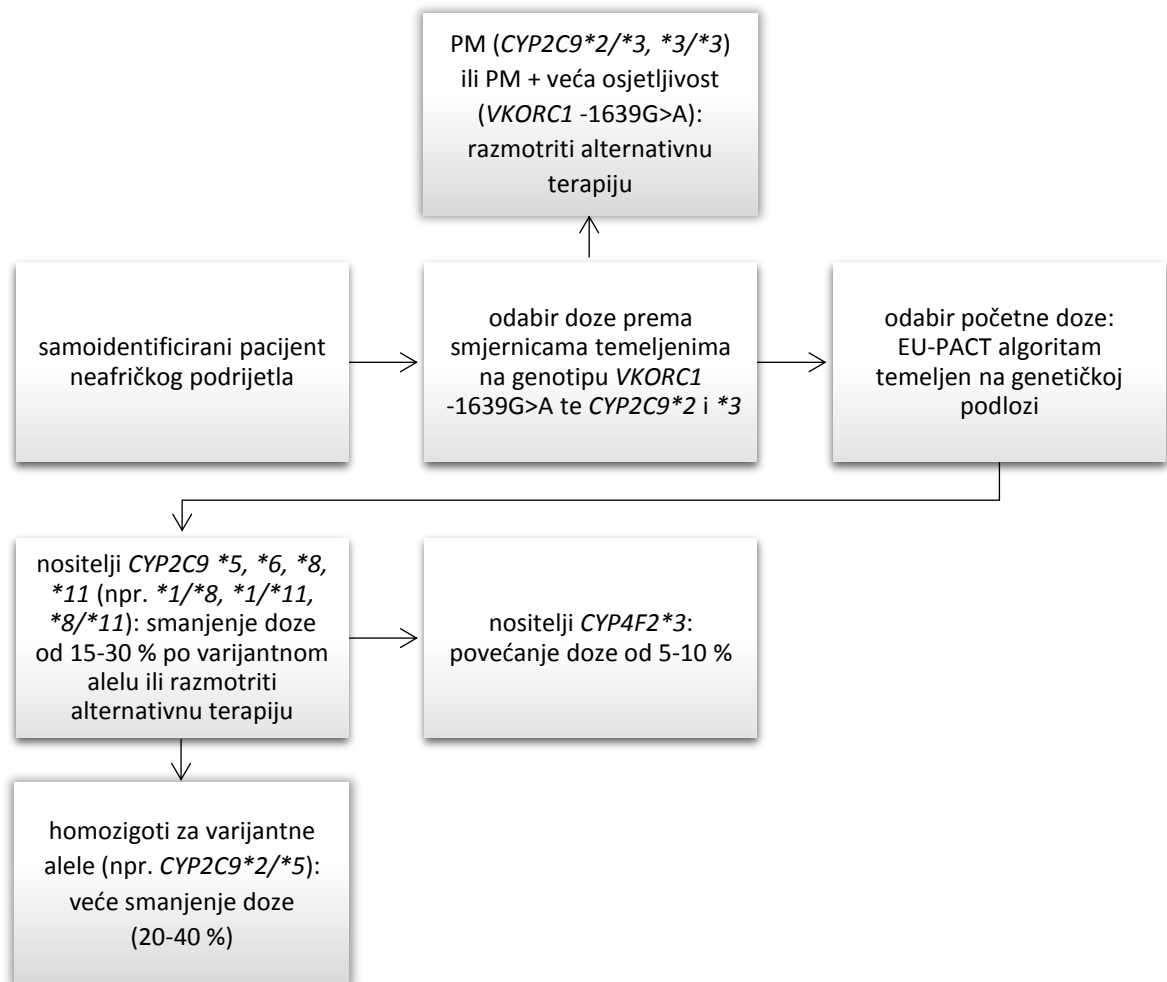 PM (CYP2C9*2/*3, *3/*3)
ili PM + veća osjetljivost
(VKORC1 -1639G>A):
razmotriti alternativnu
terapiju
samoidentificirani pacijent
neafričkog podrijetla
odabir doze prema
smjernicama temeljenima
na genotipu VKORC1
-1639G>A te CYP2C9*2 i *3
odabir početne doze:
EU-PACT algoritam
temeljen na genetičkoj
podlozi
nositelji CYP2C9 *5, *6, *8,
*11 (npr. *1/*8, *1/*11,
*8/*11): smanjenje doze
od 15-30 % po varijantnom
alelu ili razmotriti
alternativnu terapiju
nositelji CYP4F2*3:
povećanje doze od 5-10 %
homozigoti za varijantne
alele (npr. CYP2C9*2/*5):
veće smanjenje doze
(20-40 %)